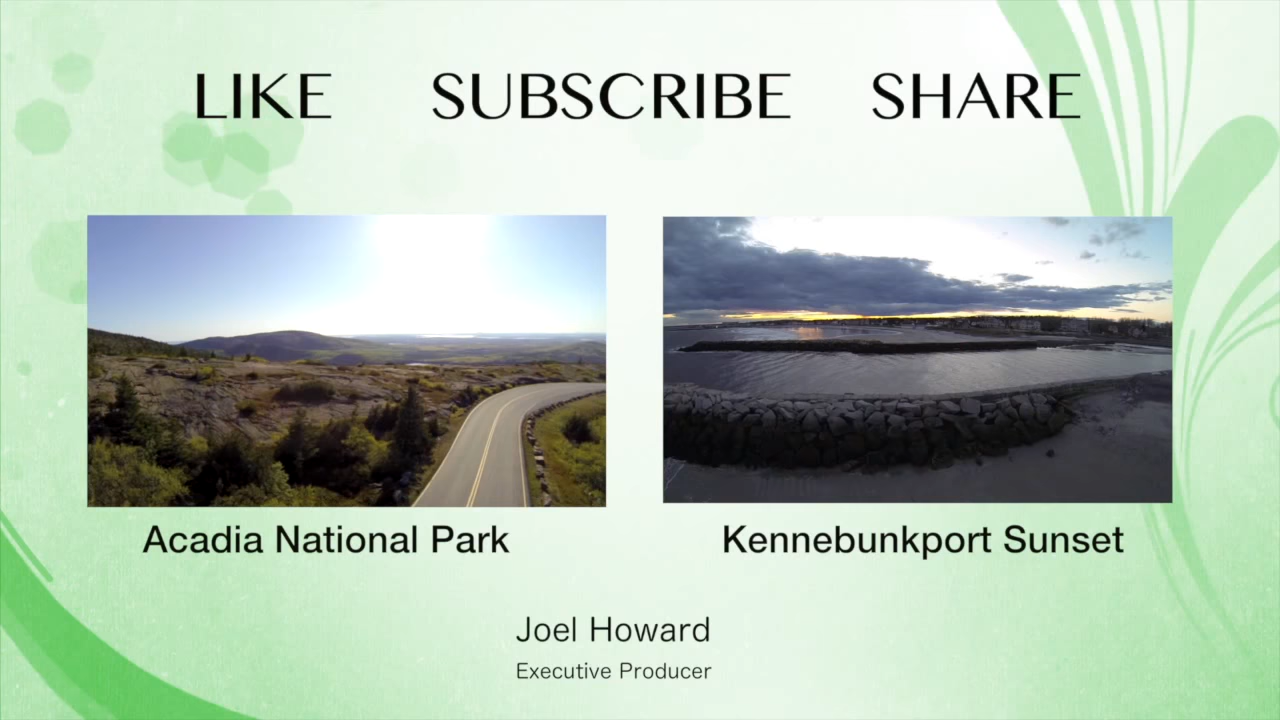 LIKE SUBSCRIBE SHARE
Acadia National Park
Kennebunkport Sunset
Joel Howard
Executive Producer